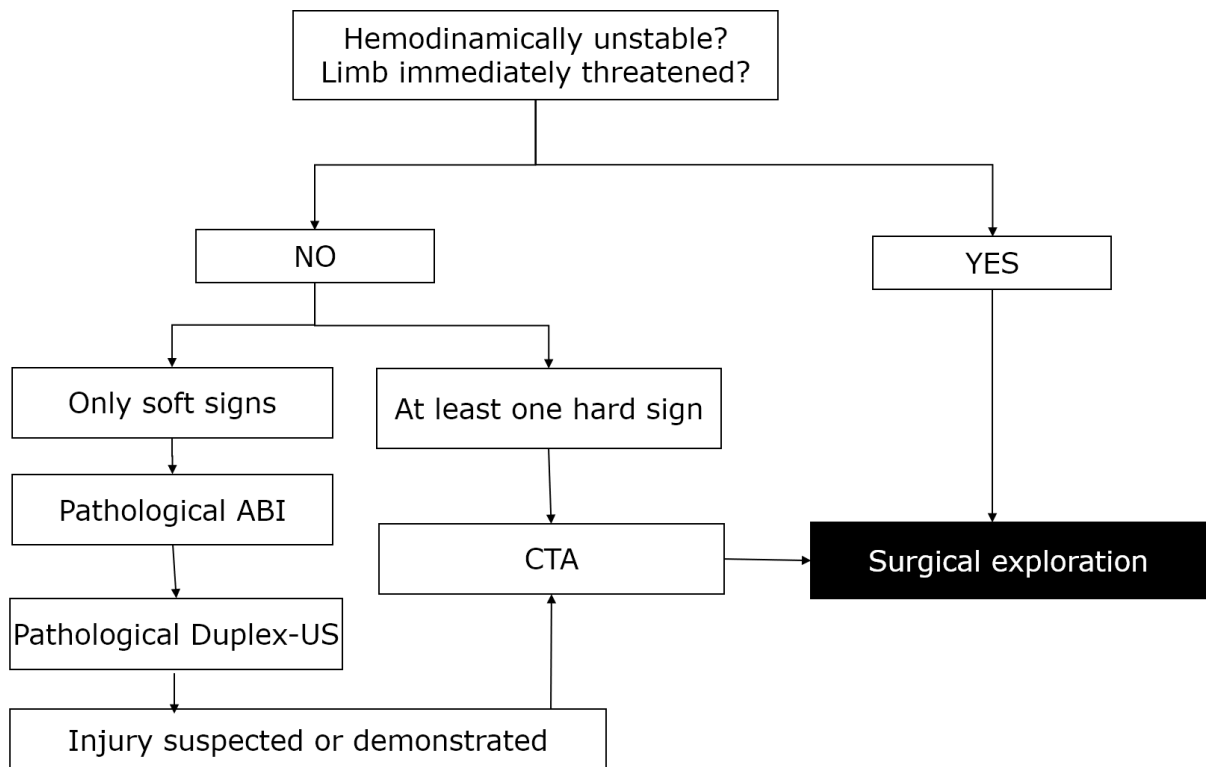 Hemodinamically unstable?
Limb immediately threatened?
NO
YES
Only soft signs
At least one hard sign
Pathological ABI
CTA
Surgical exploration
Pathological Duplex-US
Injury suspected or demonstrated